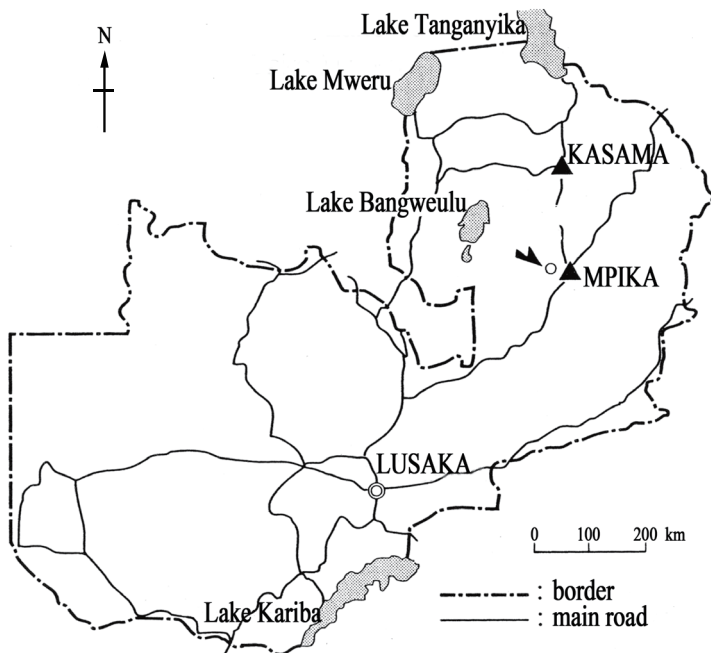 Lake Tanganyika
N
Lake Mweru
KASAMA
Lake Bangweulu
MPIKA
LUSAKA
0 100 200 km
: border
Lake Kariba
: main road